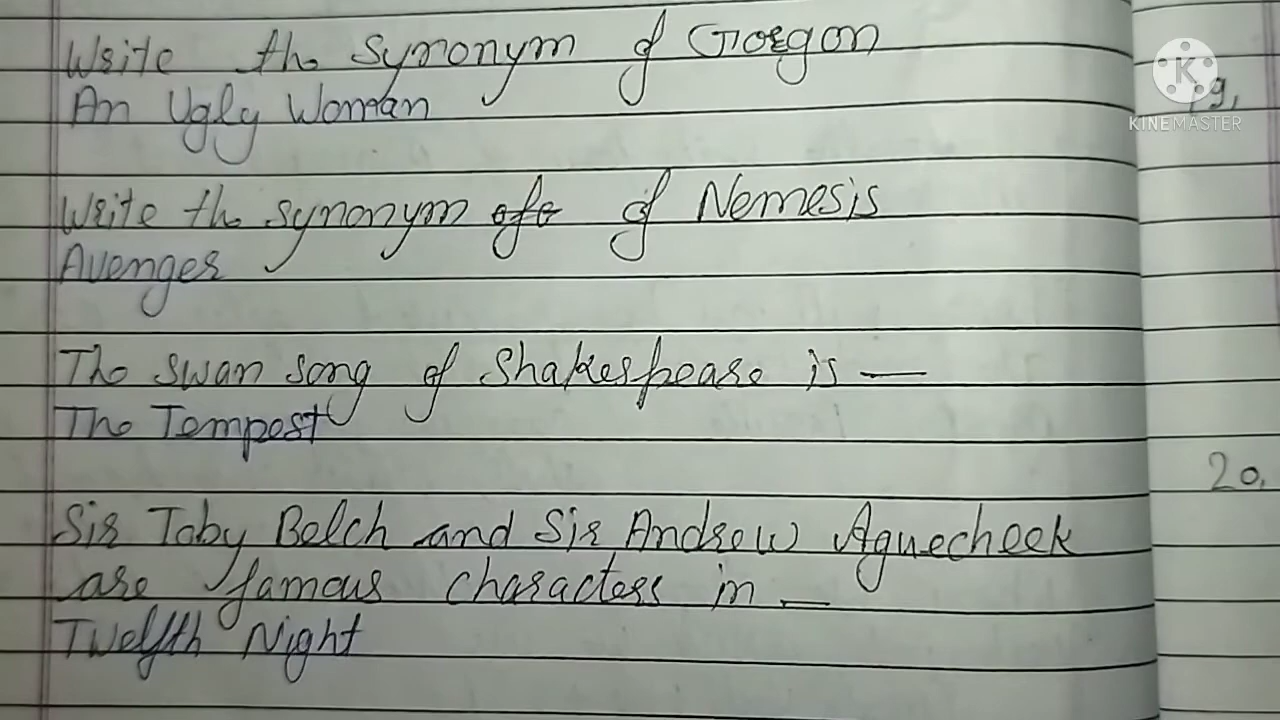 Write the synonym of Gorgon
An Ugly Woman
Write the synonym of of Nemesis
Avenger
The swan song of Shakespeare is —
The Tempest
Sir Toby Belch and Sir Andrew Aguecheek
are famous characters in —
Twelfth Night
19,
20,
K
KINEMASTER